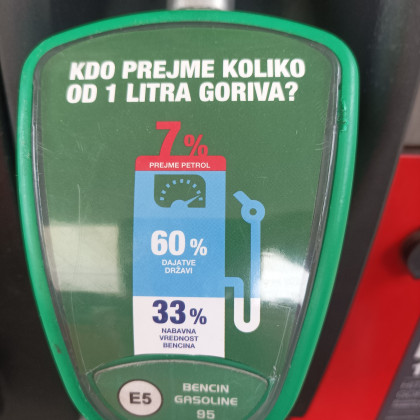 KDO PREJME KOLIKO
OD 1 LITRA GORIVA?
7%
PREJME PETROL
60%
DAJATVE
DRŽAVI
33%
NABAVNA
VREDNOST
BENCINA
E5
BENCIN
GASOLINE
95